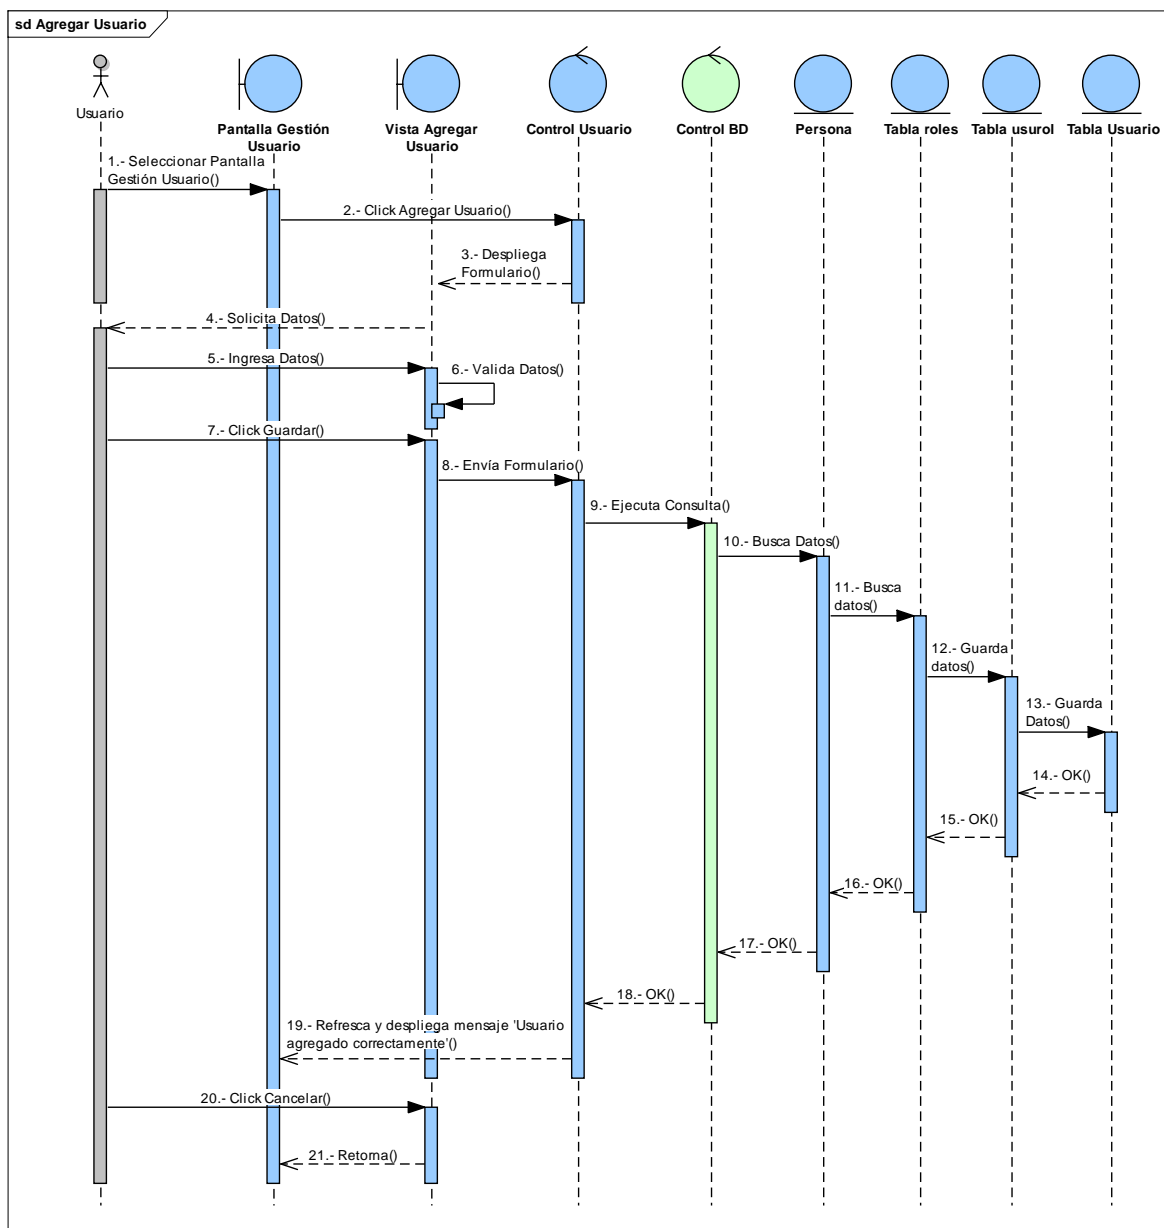 sd Agregar Usuario
Usuario
Pantalla Gestión
Usuario
Vista Agregar
Usuario
Control Usuario
Control BD
Persona
Tabla roles
Tabla usurol
Tabla Usuario
1.- Seleccionar Pantalla
Gestión Usuario()
2.- Click Agregar Usuario()
3.- Despliega
Formulario()
4.- Solicita Datos()
5.- Ingresa Datos()
6.- Valida Datos()
7.- Click Guardar()
8.- Envía Formulario()
9.- Ejecuta Consulta()
10.- Busca Datos()
11.- Busca
datos()
12.- Guarda
datos()
13.- Guarda
Datos()
14.- OK()
15.- OK()
16.- OK()
17.- OK()
18.- OK()
19.- Refresca y despliega mensaje 'Usuario
agregado correctamente'()
20.- Click Cancelar()
21.- Retorna()